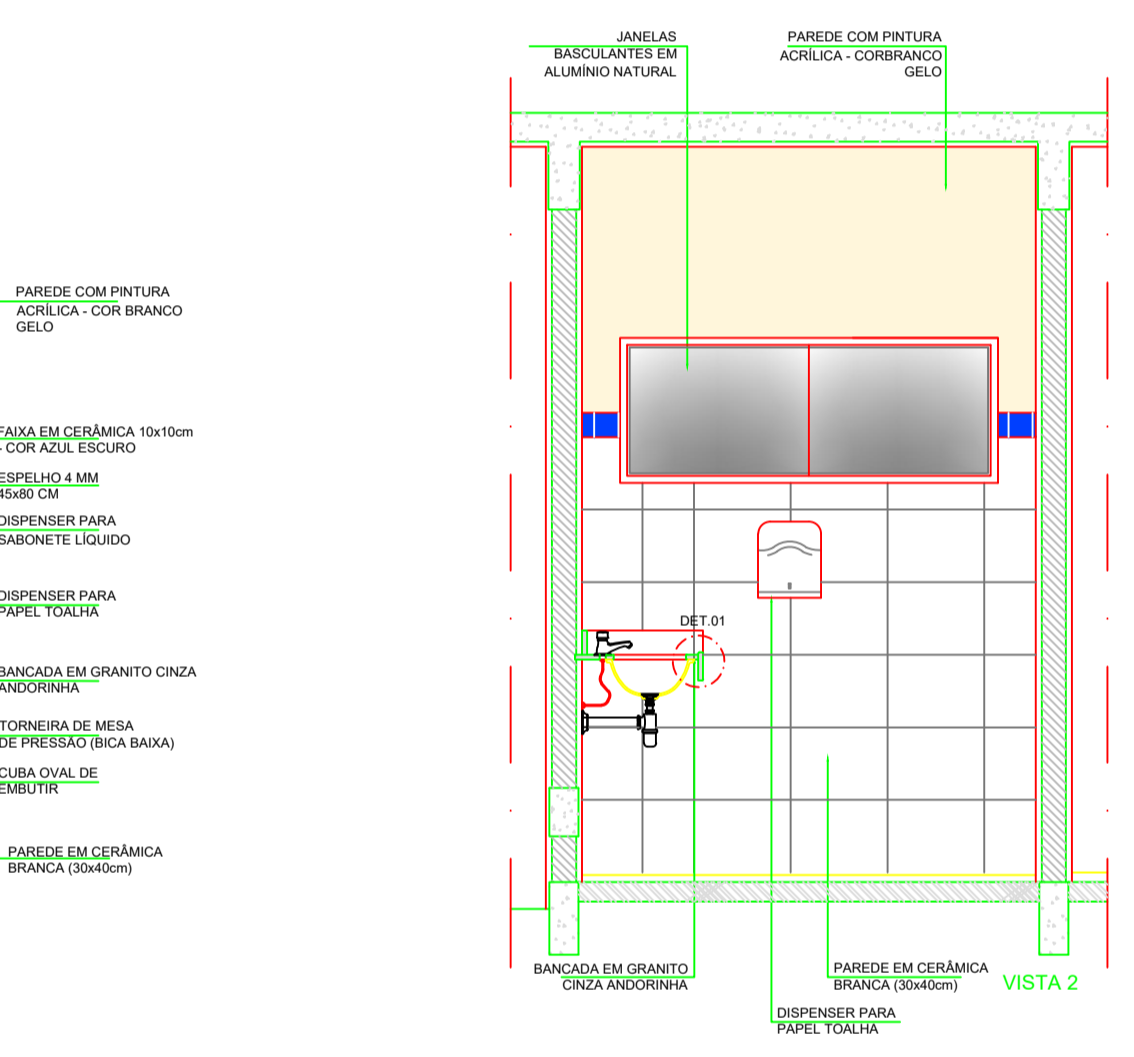 JANELAS
BASCULANTES EM
ALUMÍNIO NATURAL
PAREDE COM PINTURA
ACRÍLICA - CORBRANCO
GELO
PAREDE COM PINTURA
ACRÍLICA - COR BRANCO
GELO
FAIXA EM CERÂMICA 10x10cm
- COR AZUL ESCURO
ESPELHO 4 MM
45x80 CM
DISPENSER PARA
SABONETE LÍQUIDO
DISPENSER PARA
PAPEL TOALHA
BANCADA EM GRANITO CINZA
ANDORINHA
TORNEIRA DE MESA
DE PRESSÃO (BICA BAIXA)
CUBA OVAL DE
EMBUTIR
PAREDE EM CERÂMICA
BRANCA (30x40cm)
DET.01
BANCADA EM GRANITO
CINZA ANDORINHA
PAREDE EM CERÂMICA
BRANCA (30x40cm)
VISTA 2
DISPENSER PARA
PAPEL TOALHA